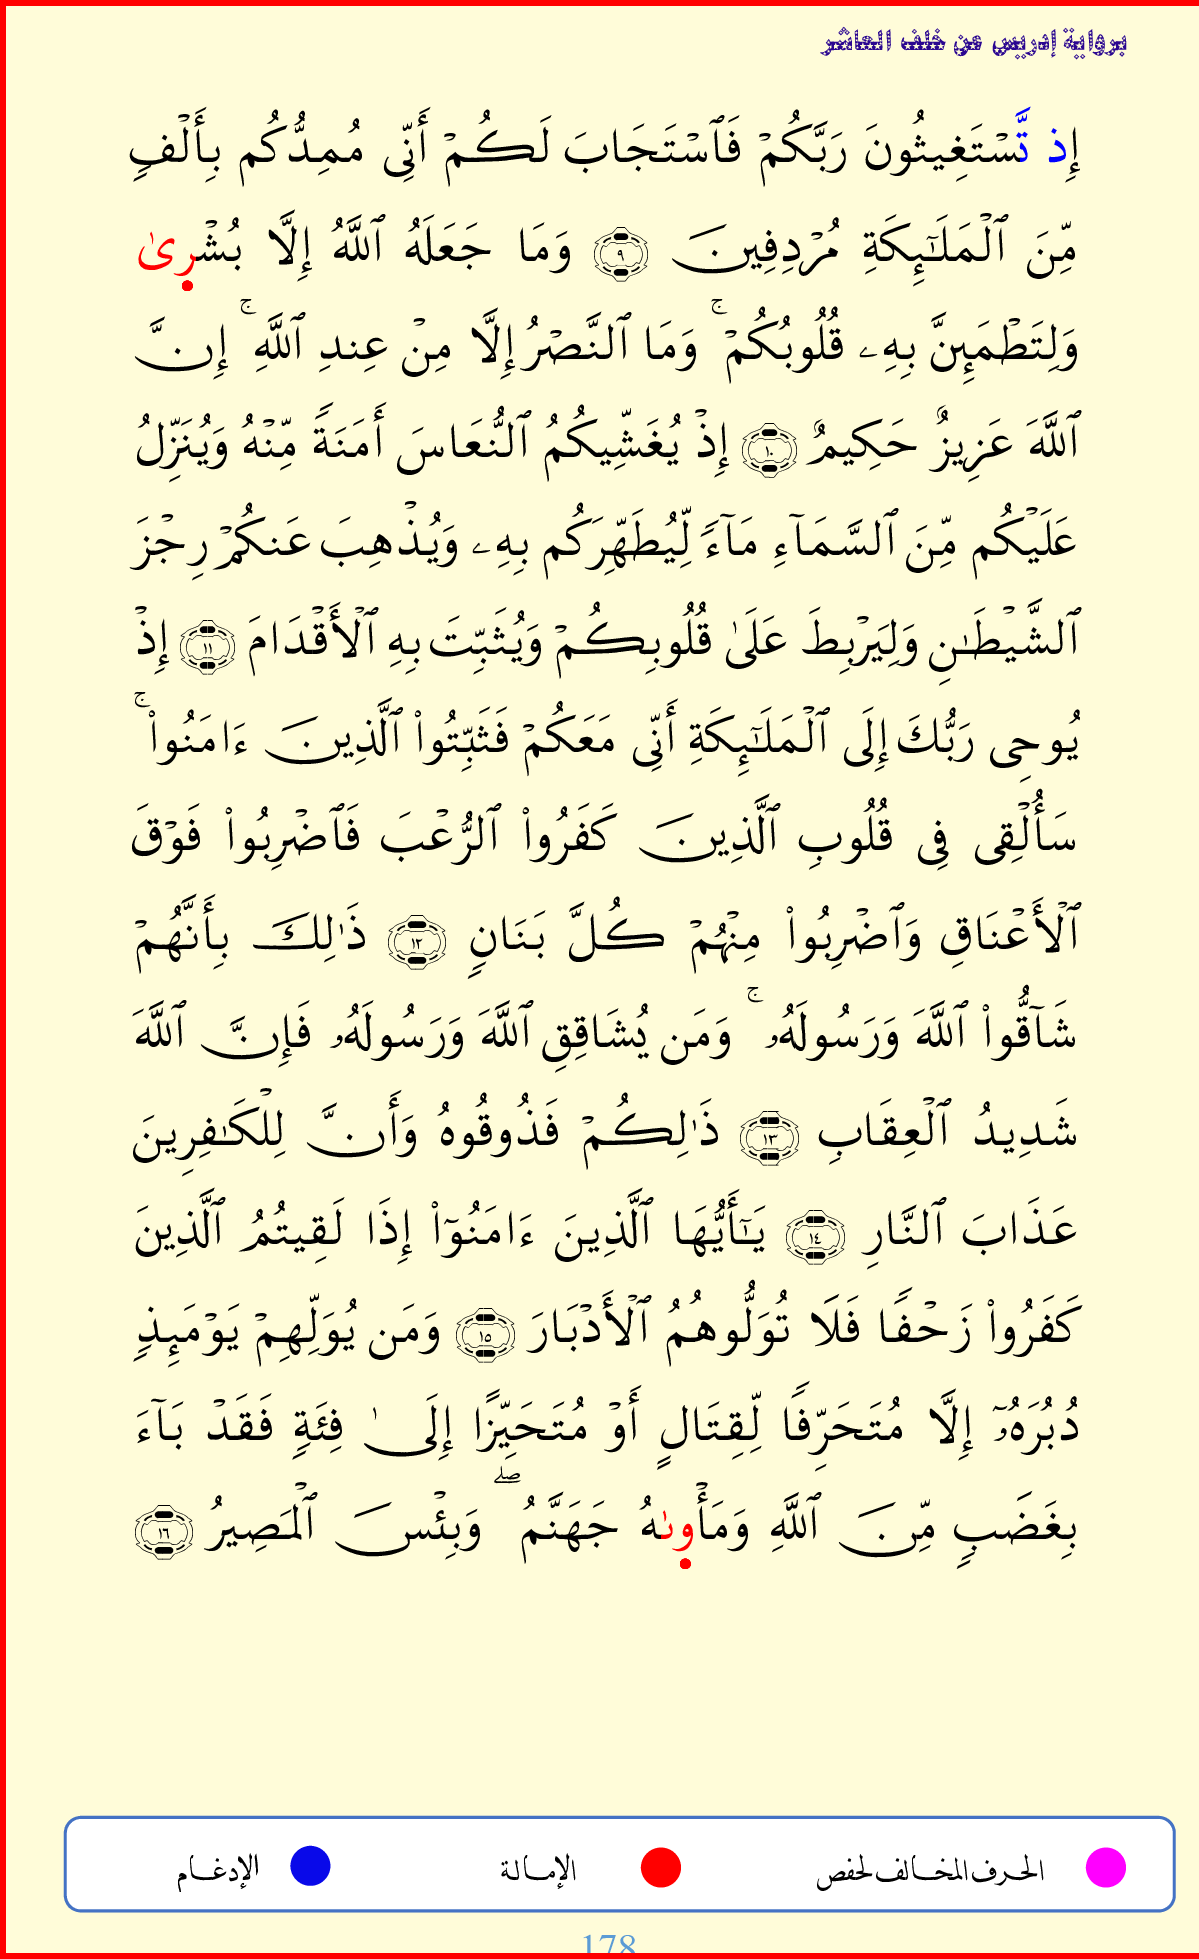 برواية إدريس عن خلف العاشر
إِذ تَّسْتَغِيثُونَ رَبَّكُمْ فَٱسْتَجَابَ لَكُمْ أَنِّى مُمِدُّكُم بِأَلْفٍ
مِّنَ ٱلْمَلَـٰٓئِكَةِ مُرْدِفِينَ ٩ وَمَا جَعَلَهُ ٱللَّهُ إِلَّا بُشْرِىٰ
وَلِتَطْمَئِنَّ بِهِۦ قُلُوبُكُمْ ۚ وَمَا ٱلنَّصْرُ إِلَّا مِنْ عِندِ ٱللَّهِ ۚ إِنَّ
ٱللَّهَ عَزِيزٌ حَكِيمٌ ١٠ إِذْ يُغَشِّيكُمُ ٱلنُّعَاسَ أَمَنَةً مِّنْهُ وَيُنَزِّلُ
عَلَيْكُم مِّنَ ٱلسَّمَآءِ مَآءً لِّيُطَهِّرَكُم بِهِۦ وَيُذْهِبَ عَنكُمْ رِجْزَ
ٱلشَّيْطَـٰنِ وَلِيَرْبِطَ عَلَىٰ قُلُوبِكُمْ وَيُثَبِّتَ بِهِ ٱلْأَقْدَامَ ١١ إِذْ
يُوحِى رَبُّكَ إِلَى ٱلْمَلَـٰٓئِكَةِ أَنِّى مَعَكُمْ فَثَبِّتُوا۟ ٱلَّذِينَ ءَامَنُوا۟ ۚ
سَأُلْقِى فِى قُلُوبِ ٱلَّذِينَ كَفَرُوا۟ ٱلرُّعْبَ فَٱضْرِبُوا۟ فَوْقَ
ٱلْأَعْنَاقِ وَٱضْرِبُوا۟ مِنْهُمْ كُلَّ بَنَانٍ ١٢ ذَٰلِكَ بِأَنَّهُمْ
شَآقُّوا۟ ٱللَّهَ وَرَسُولَهُۥ ۚ وَمَن يُشَاقِقِ ٱللَّهَ وَرَسُولَهُۥ فَإِنَّ ٱللَّهَ
شَدِيدُ ٱلْعِقَابِ ١٣ ذَٰلِكُمْ فَذُوقُوهُ وَأَنَّ لِلْكَـٰفِرِينَ
عَذَابَ ٱلنَّارِ ١٤ يَـٰٓأَيُّهَا ٱلَّذِينَ ءَامَنُوٓا۟ إِذَا لَقِيتُمُ ٱلَّذِينَ
كَفَرُوا۟ زَحْفًا فَلَا تُوَلُّوهُمُ ٱلْأَدْبَارَ ١٥ وَمَن يُوَلِّهِمْ يَوْمَئِذٍ
دُبُرَهُۥٓ إِلَّا مُتَحَرِّفًا لِّقِتَالٍ أَوْ مُتَحَيِّزًا إِلَىٰ فِئَةٍ فَقَدْ بَآءَ
بِغَضَبٍ مِّنَ ٱللَّهِ وَمَأْوِىٰهُ جَهَنَّمُ ۖ وَبِئْسَ ٱلْمَصِيرُ ١٦
الحرف المخالف لحفص الإمالة الإدغام
178